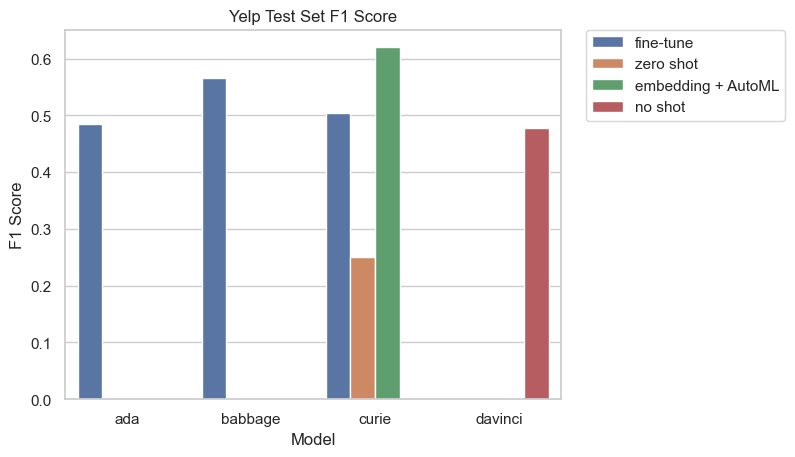 Yelp Test Set F1 Score
fine-tune
zero shot
embedding + AutoML
no shot
F1 Score
0.6
0.5
0.4
0.3
0.2
0.1
0.0
ada
babbage
curie
davinci
Model